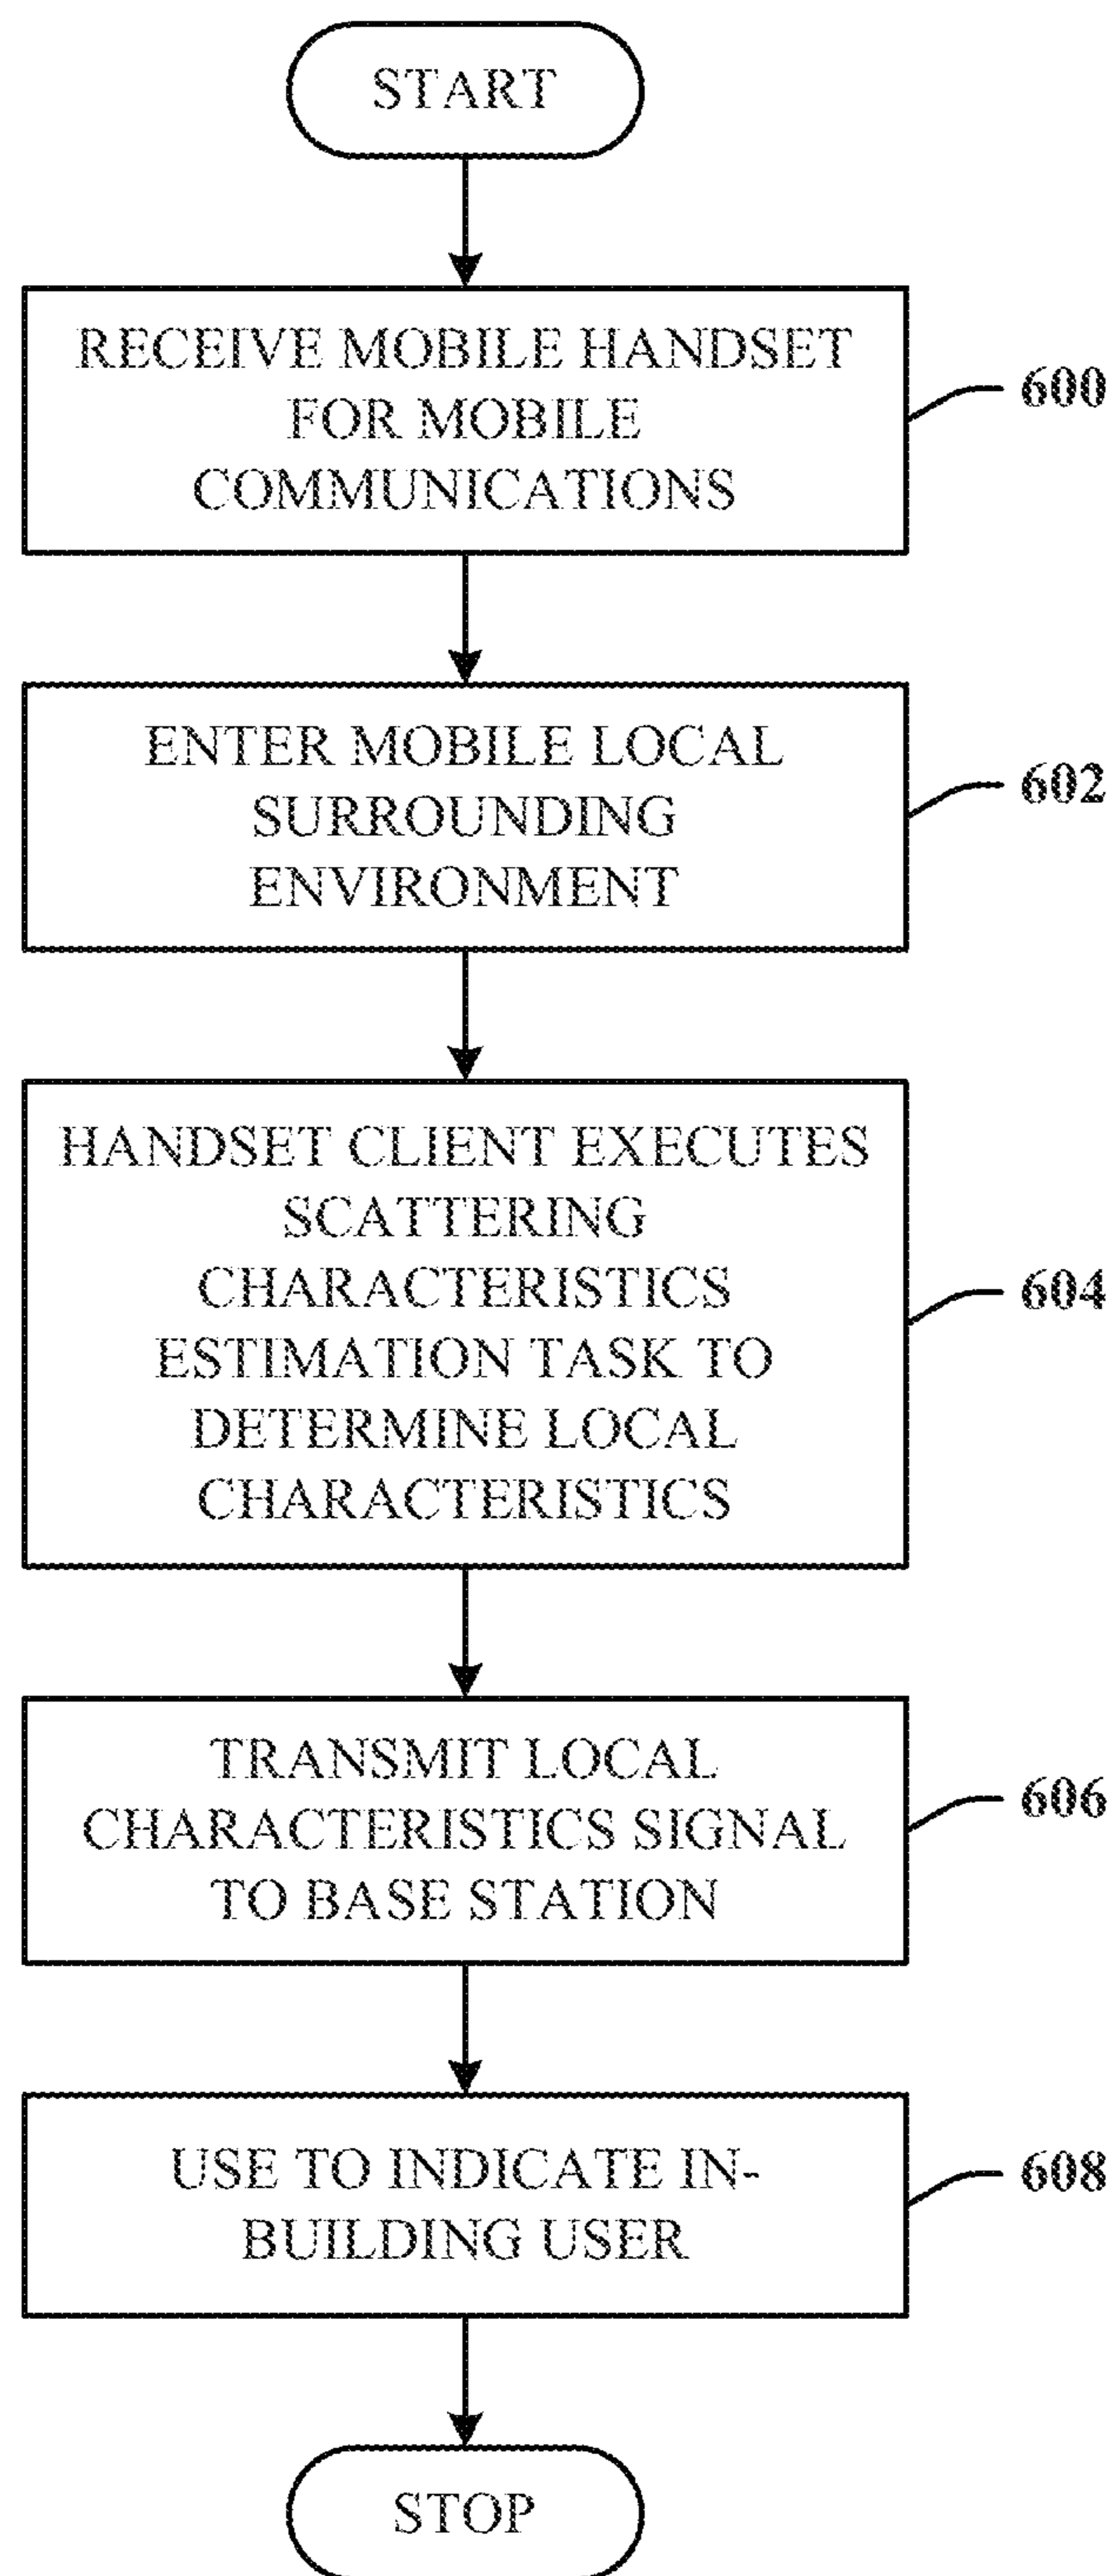 START
RECEIVE MOBILE HANDSET
FOR MOBILE
COMMUNICATIONS
600
ENTER MOBILE LOCAL
SURROUNDING
ENVIRONMENT
602
HANDSET CLIENT EXECUTES
SCATTERING
CHARACTERISTICS
ESTIMATION TASK TO
DETERMINE LOCAL
CHARACTERISTICS
604
TRANSMIT LOCAL
CHARACTERISTICS SIGNAL
TO BASE STATION
606
USE TO INDICATE IN-
BUILDING USER
608
STOP